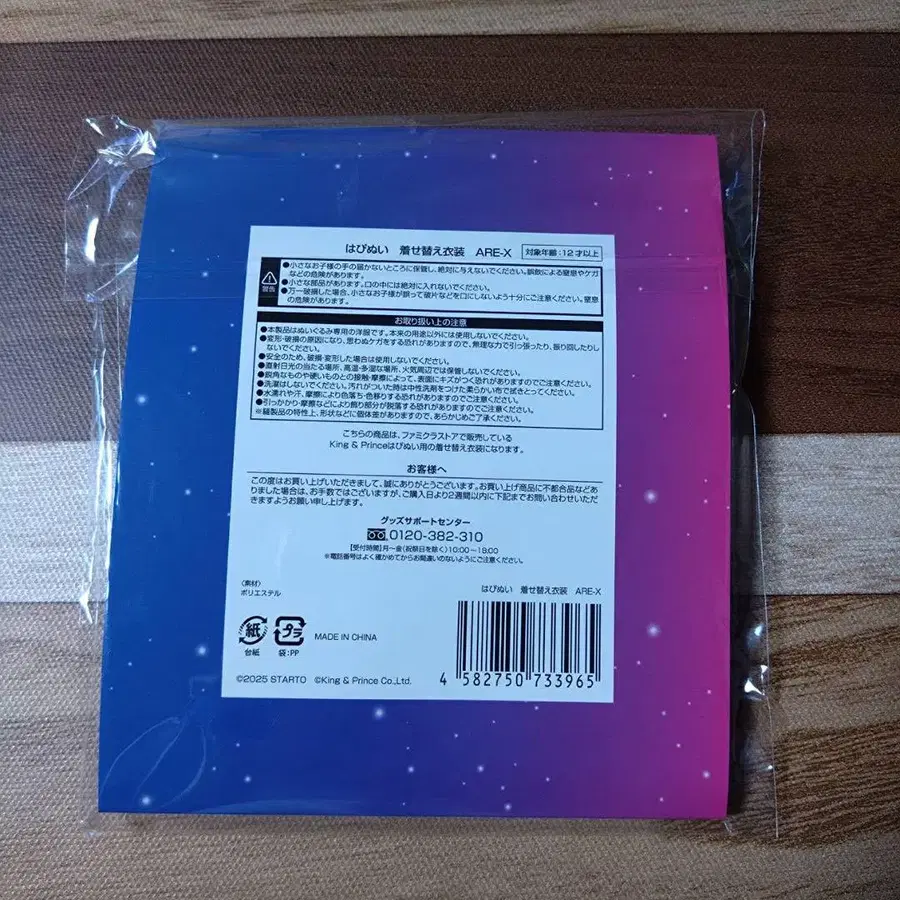 はぴぬい 着せ替え衣装 ARE-X 対象年齢:12才以上
警告
●小さなお子様の手の届かないところに保管し、絶対に与えないでください。誤飲による窒息やケガ
などの危険があります。
●小さな部品があります。口の中には絶対に入れないでください。
●万一破損した場合、小さなお子様が誤って破片などを口にしないよう十分にご注意ください。窒息
の危険があります。
お取り扱い上の注意
●本製品はぬいぐるみ専用の洋服です。本来の用途以外には使用しないでください。
●変形・破損の原因になり、思わぬケガをする恐れがありますので、無理な力で引っ張ったり、振り回したりし
ないでください。
●安全のため、破損・変形した場合は使用しないでください。
●直射日光の当たる場所、高温・多湿な場所、火気周辺では保管しないでください。
●鋭角なものや硬いものとの接触・摩擦によって、表面にキズがつく恐れがありますのでご注意ください。
●洗濯はしないでください。汚れがついた時は中性洗剤をつけた柔らかい布で拭きとってください。
●水濡れや汗、摩擦により色落ち・色移りする恐れがありますのでご注意ください。
●引っかかり・摩擦などにより飾り部分が脱落する恐れがありますのでご注意ください。
※縫製品の特性上、形状などに個体差がありますので、あらかじめご了承ください。
こちらの商品は、ファミクラストアで販売している
King & Princeはぴぬい用の着せ替え衣装になります。
お客様へ
この度はお買い上げいただきまして、誠にありがとうございます。お買い上げ商品に不都合品などあ
りました場合は、お手数ではございますが、ご購入日より2週間以内に下記までお問い合わせいただ
きますようお願い申し上げます。
グッズサポートセンター
0120-382-310
【受付時間】月～金(祝祭日を除く)10:00～18:00
※電話番号はよく確かめてからお間違いのないようにご注意ください。
〈素材〉
ポリエステル
はぴぬい 着せ替え衣装 ARE-X
紙 プラ MADE IN CHINA
台紙 袋:PP
4 582750 733965
©2025 STARTO ©King & Prince Co.,Ltd.